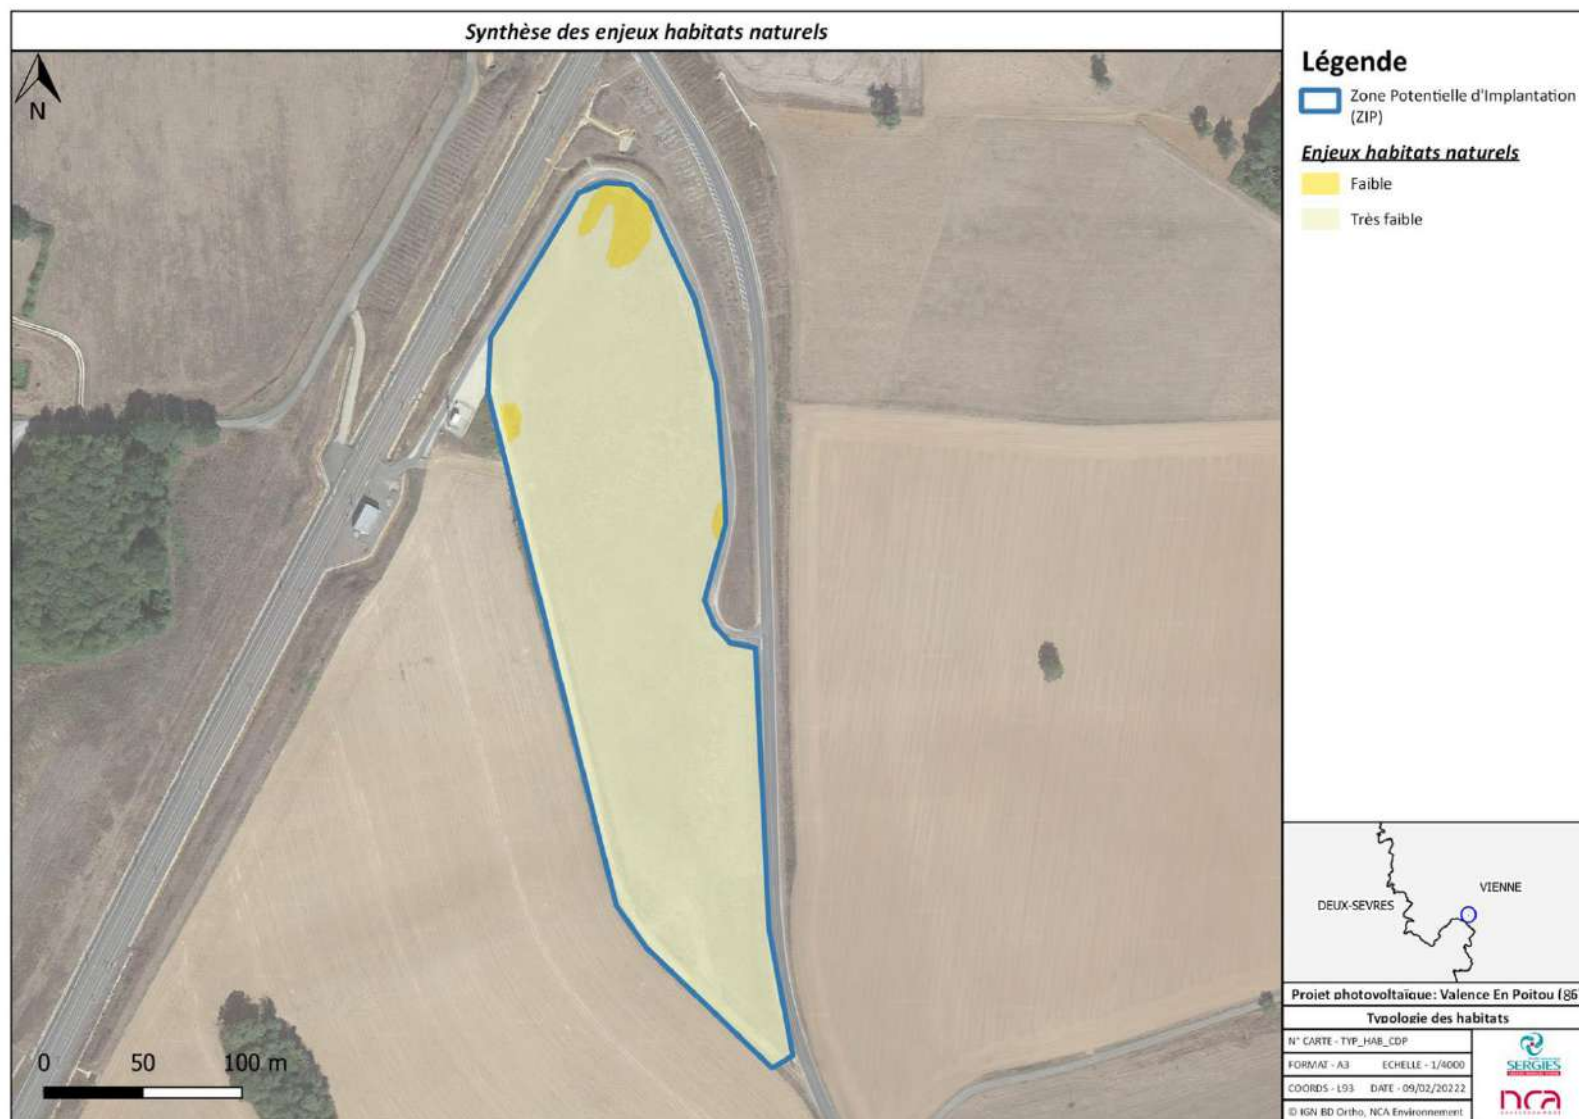 Synthèse des enjeux habitats naturels
N
Légende
Zone Potentielle d'Implantation
(ZIP)
Enjeux habitats naturels
Faible
Très faible
VIENNE
DEUX-SEVRES
Projet photovoltaïque: Valence En Poitou (86
Typologie des habitats
N° CARTE - TYP_HAB_CDP
FORMAT - A3 ECHELLE - 1/4000
COORDS - L93 DATE - 09/02/20222
© IGN BD Ortho, NCA Environnement
SERGIES
nca
0 50 100 m